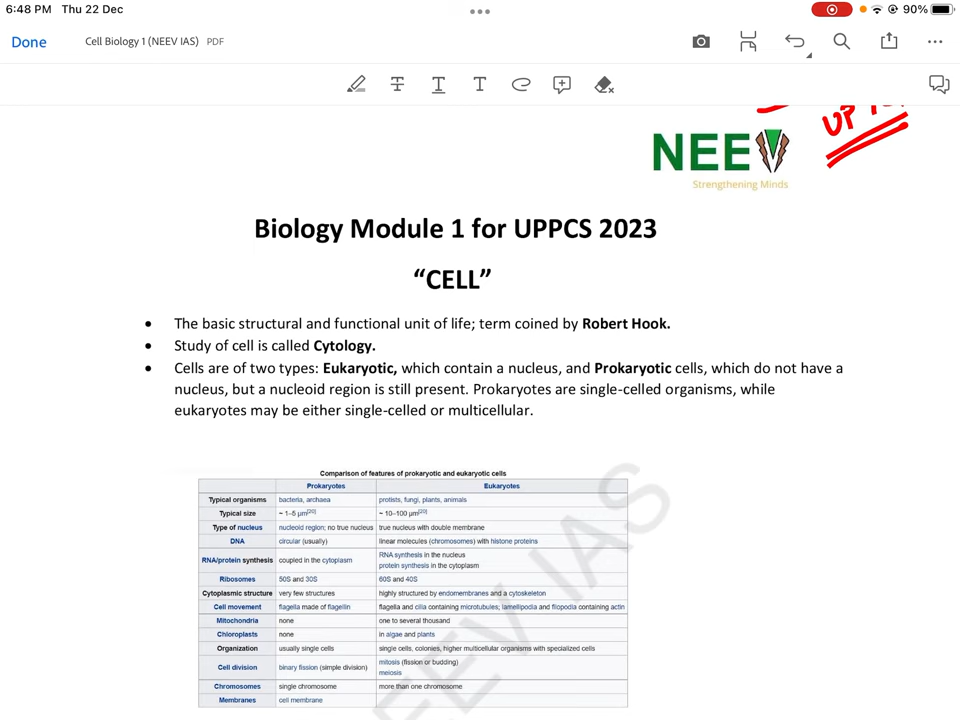 6:48 PM Thu 22 Dec
90%
Done
Cell Biology 1 (NEEV IAS) PDF
UP
NEEV
Strengthening Minds
Biology Module 1 for UPPCS 2023
“CELL”
• The basic structural and functional unit of life; term coined by Robert Hook.
• Study of cell is called Cytology.
• Cells are of two types: Eukaryotic, which contain a nucleus, and Prokaryotic cells, which do not have a
nucleus, but a nucleoid region is still present. Prokaryotes are single-celled organisms, while
eukaryotes may be either single-celled or multicellular.
Comparison of features of prokaryotic and eukaryotic cells
Prokaryotes Eukaryotes
Typical organisms bacteria, archaea protists, fungi, plants, animals
Typical size ~ 1–5 μm[20] ~ 10–100 μm[20]
Type of nucleus nucleoid region; no true nucleus true nucleus with double membrane
DNA circular (usually) linear molecules (chromosomes) with histone proteins
RNA/protein synthesis coupled in the cytoplasm RNA synthesis in the nucleus
protein synthesis in the cytoplasm
Ribosomes 50S and 30S 60S and 40S
Cytoplasmic structure very few structures highly structured by endomembranes and a cytoskeleton
Cell movement flagella made of flagellin flagella and cilia containing microtubules; lamellipodia and filopodia containing actin
Mitochondria none one to several thousand
Chloroplasts none in algae and plants
Organization usually single cells single cells, colonies, higher multicellular organisms with specialized cells
Cell division binary fission (simple division) mitosis (fission or budding)
meiosis
Chromosomes single chromosome more than one chromosome
Membranes cell membrane
EEV IAS